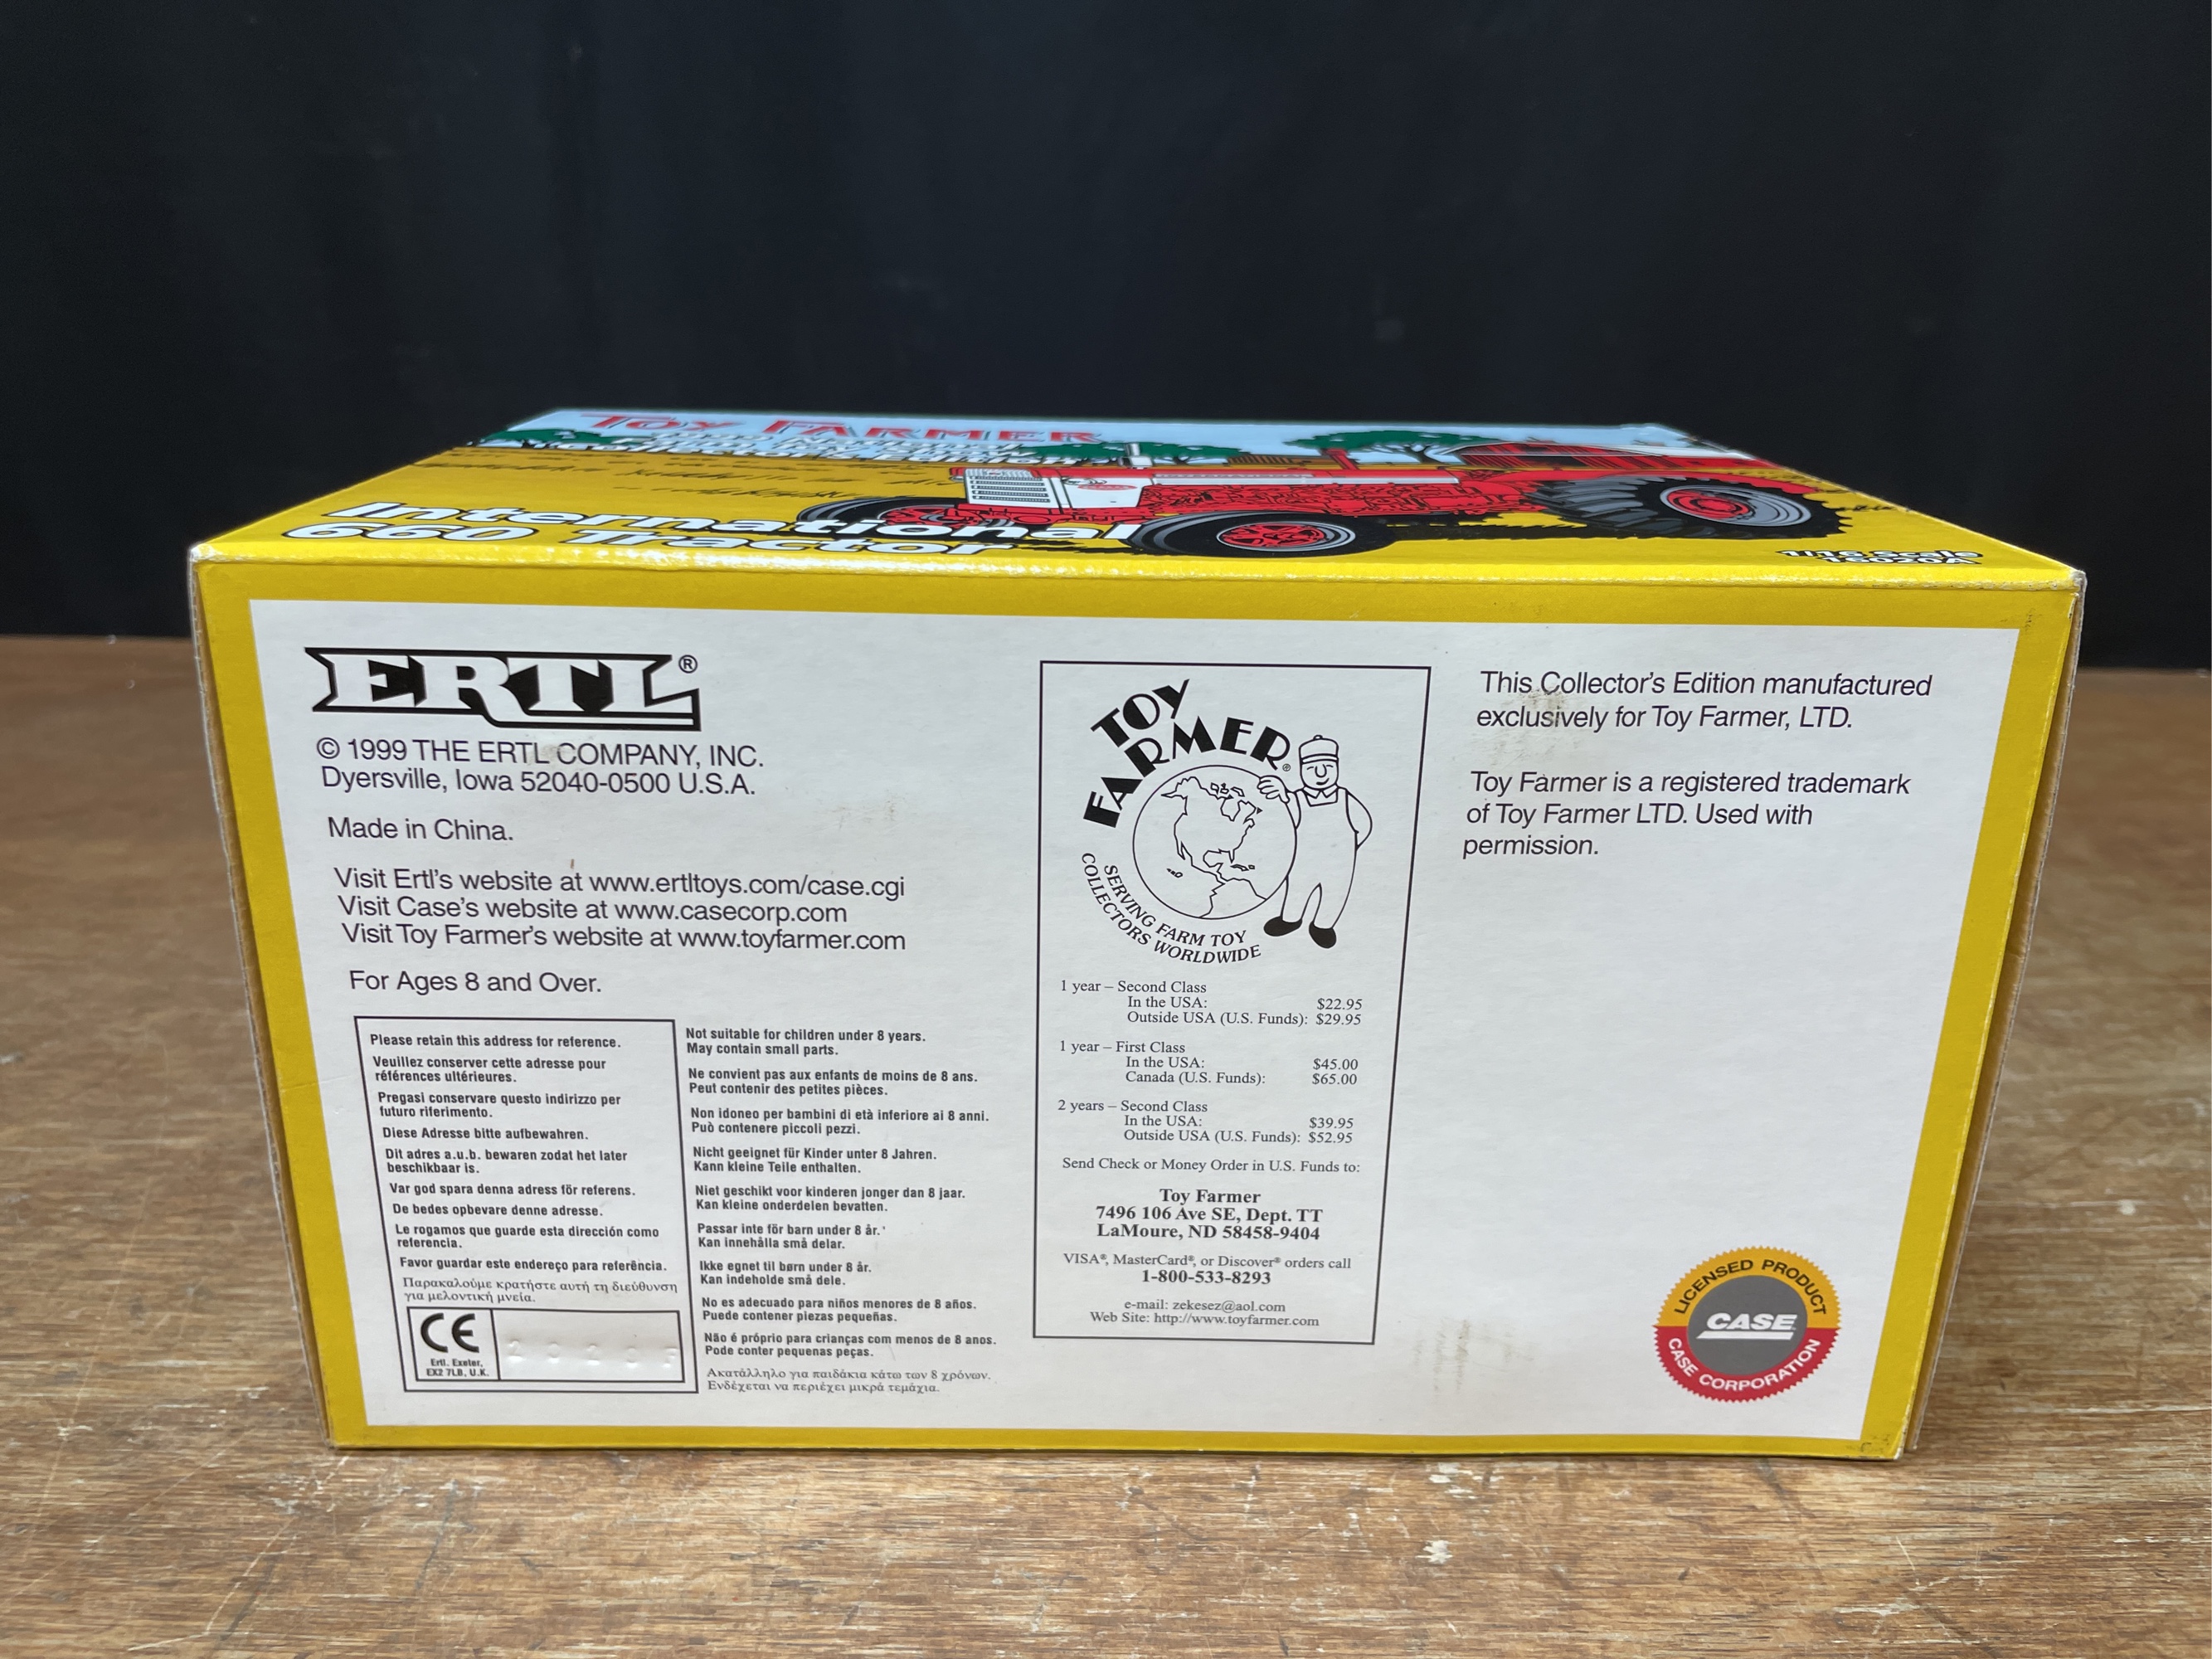 TOY FARMER
Collector's Edition
International
660 Tractor
1/16 Scale
16020A
ERTL®
© 1999 THE ERTL COMPANY, INC.
Dyersville, Iowa 52040-0500 U.S.A.
Made in China.
Visit Ertl's website at www.ertltoys.com/case.cgi
Visit Case's website at www.casecorp.com
Visit Toy Farmer's website at www.toyfarmer.com
For Ages 8 and Over.
Please retain this address for reference.
Veuillez conserver cette adresse pour
références ultérieures.
Pregasi conservare questo indirizzo per
futuro riferimento.
Diese Adresse bitte aufbewahren.
Dit adres a.u.b. bewaren zodat het later
beschikbaar is.
Var god spara denna adress för referens.
De bedes opbevare denne adresse.
Le rogamos que guarde esta dirección como
referencia.
Favor guardar este endereço para referência.
Παρακαλούμε κρατήστε αυτή τη διεύθυνση
για μελοντική μνεία.
CE
Ertl. Exeter,
EX2 7LB, U.K.
Not suitable for children under 8 years.
May contain small parts.
Ne convient pas aux enfants de moins de 8 ans.
Peut contenir des petites pièces.
Non idoneo per bambini di età inferiore ai 8 anni.
Può contenere piccoli pezzi.
Nicht geeignet für Kinder unter 8 Jahren.
Kann kleine Teile enthalten.
Niet geschikt voor kinderen jonger dan 8 jaar.
Kan kleine onderdelen bevatten.
Passar inte för barn under 8 år.
Kan innehålla små delar.
Ikke egnet til børn under 8 år.
Kan indeholde små dele.
No es adecuado para niños menores de 8 años.
Puede contener piezas pequeñas.
Não é próprio para crianças com menos de 8 anos.
Pode conter pequenas peças.
Ακατάλληλο για παιδάκια κάτω των 8 χρόνων.
Ενδέχεται να περιέχει μικρά τεμάχια.
TOY
FARMER®
SERVING FARM TOY
COLLECTORS WORLDWIDE
1 year – Second Class
In the USA: $22.95
Outside USA (U.S. Funds): $29.95
1 year – First Class
In the USA: $45.00
Canada (U.S. Funds): $65.00
2 years – Second Class
In the USA: $39.95
Outside USA (U.S. Funds): $52.95
Send Check or Money Order in U.S. Funds to:
Toy Farmer
7496 106 Ave SE, Dept. TT
LaMoure, ND 58458-9404
VISA®, MasterCard®, or Discover® orders call
1-800-533-8293
e-mail: zekesez@aol.com
Web Site: http://www.toyfarmer.com
This Collector's Edition manufactured
exclusively for Toy Farmer, LTD.
Toy Farmer is a registered trademark
of Toy Farmer LTD. Used with
permission.
LICENSED PRODUCT
CASE
CASE CORPORATION